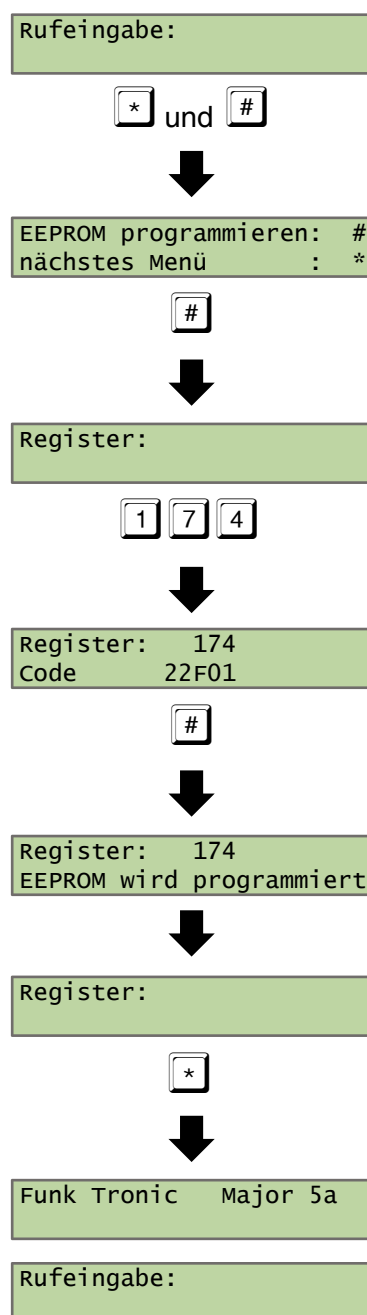 Rufeingabe:
* und #
EEPROM programmieren: #
nächstes Menü : *
#
Register:
1 7 4
Register: 174
Code 22F01
#
Register: 174
EEPROM wird programmiert
Register:
*
Funk Tronic Major 5a
Rufeingabe: